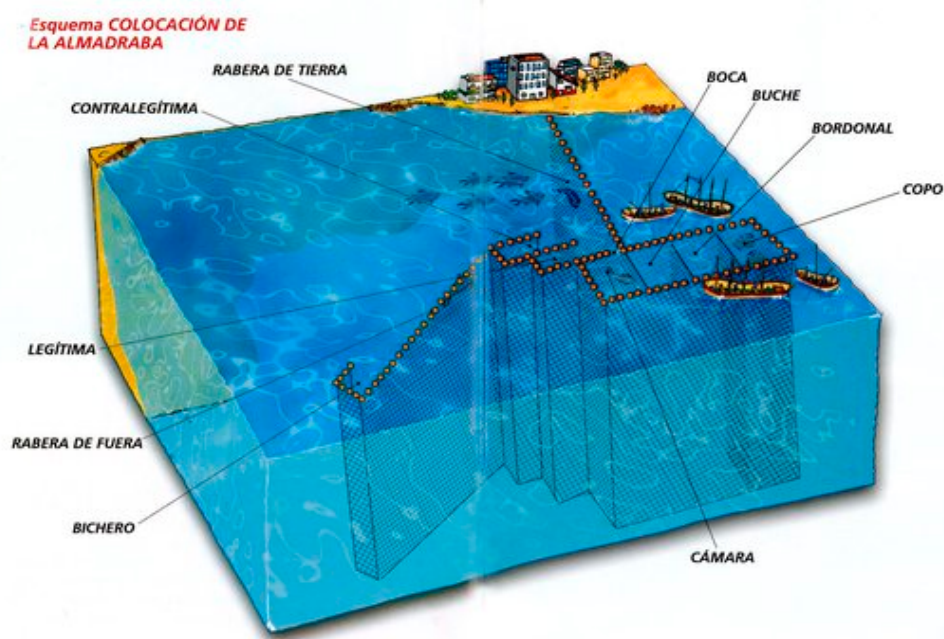 Esquema COLOCACIÓN DE
LA ALMADRABA
RABERA DE TIERRA
BOCA
CONTRALEGÍTIMA
BUCHE
BORDONAL
COPO
LEGÍTIMA
RABERA DE FUERA
BICHERO
CÁMARA